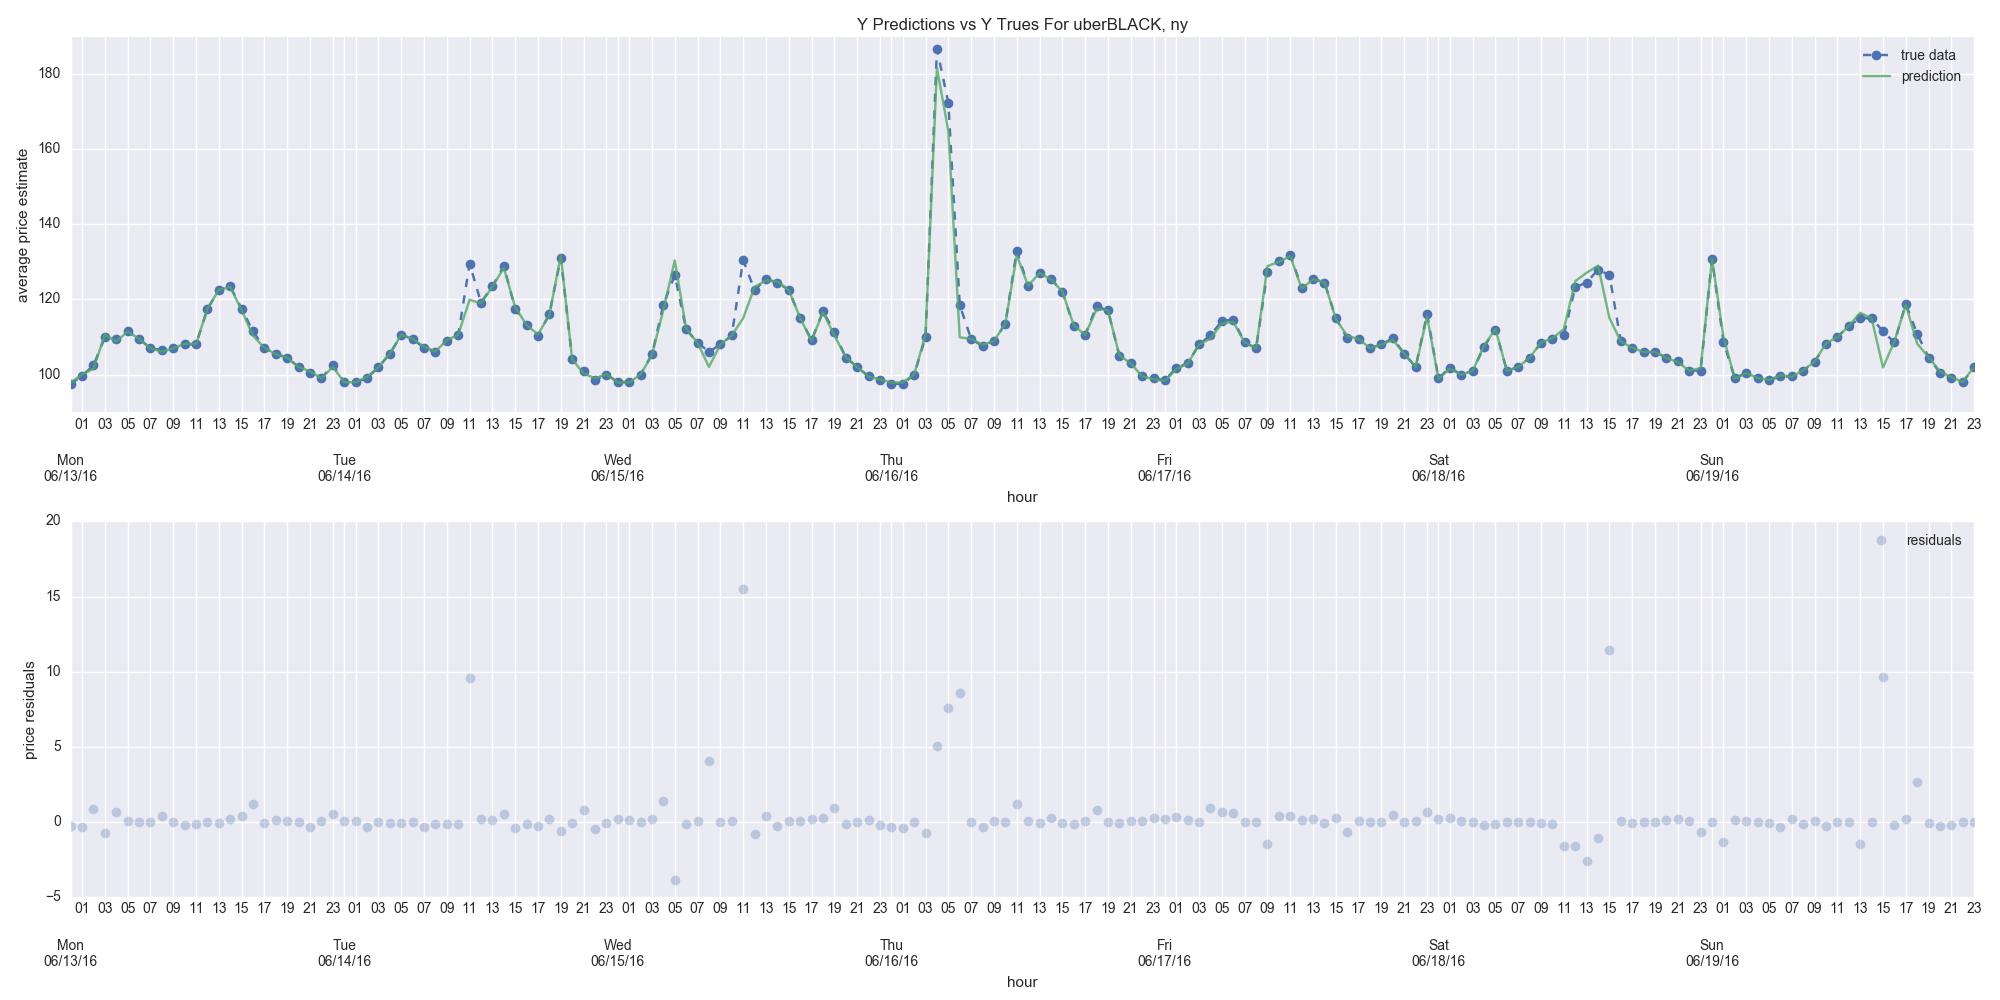 Y Predictions vs Y Trues For uberBLACK, ny
true data
prediction
average price estimate
180
160
140
120
100
01 03 05 07 09 11 13 15 17 19 21 23 01 03 05 07 09 11 13 15 17 19 21 23 01 03 05 07 09 11 13 15 17 19 21 23 01 03 05 07 09 11 13 15 17 19 21 23 01 03 05 07 09 11 13 15 17 19 21 23 01 03 05 07 09 11 13 15 17 19 21 23 01 03 05 07 09 11 13 15 17 19 21 23
Mon Tue Wed Thu Fri Sat Sun
06/13/16 06/14/16 06/15/16 06/16/16 06/17/16 06/18/16 06/19/16
hour
residuals
price residuals
20
15
10
5
0
−5
01 03 05 07 09 11 13 15 17 19 21 23 01 03 05 07 09 11 13 15 17 19 21 23 01 03 05 07 09 11 13 15 17 19 21 23 01 03 05 07 09 11 13 15 17 19 21 23 01 03 05 07 09 11 13 15 17 19 21 23 01 03 05 07 09 11 13 15 17 19 21 23 01 03 05 07 09 11 13 15 17 19 21 23
Mon Tue Wed Thu Fri Sat Sun
06/13/16 06/14/16 06/15/16 06/16/16 06/17/16 06/18/16 06/19/16
hour